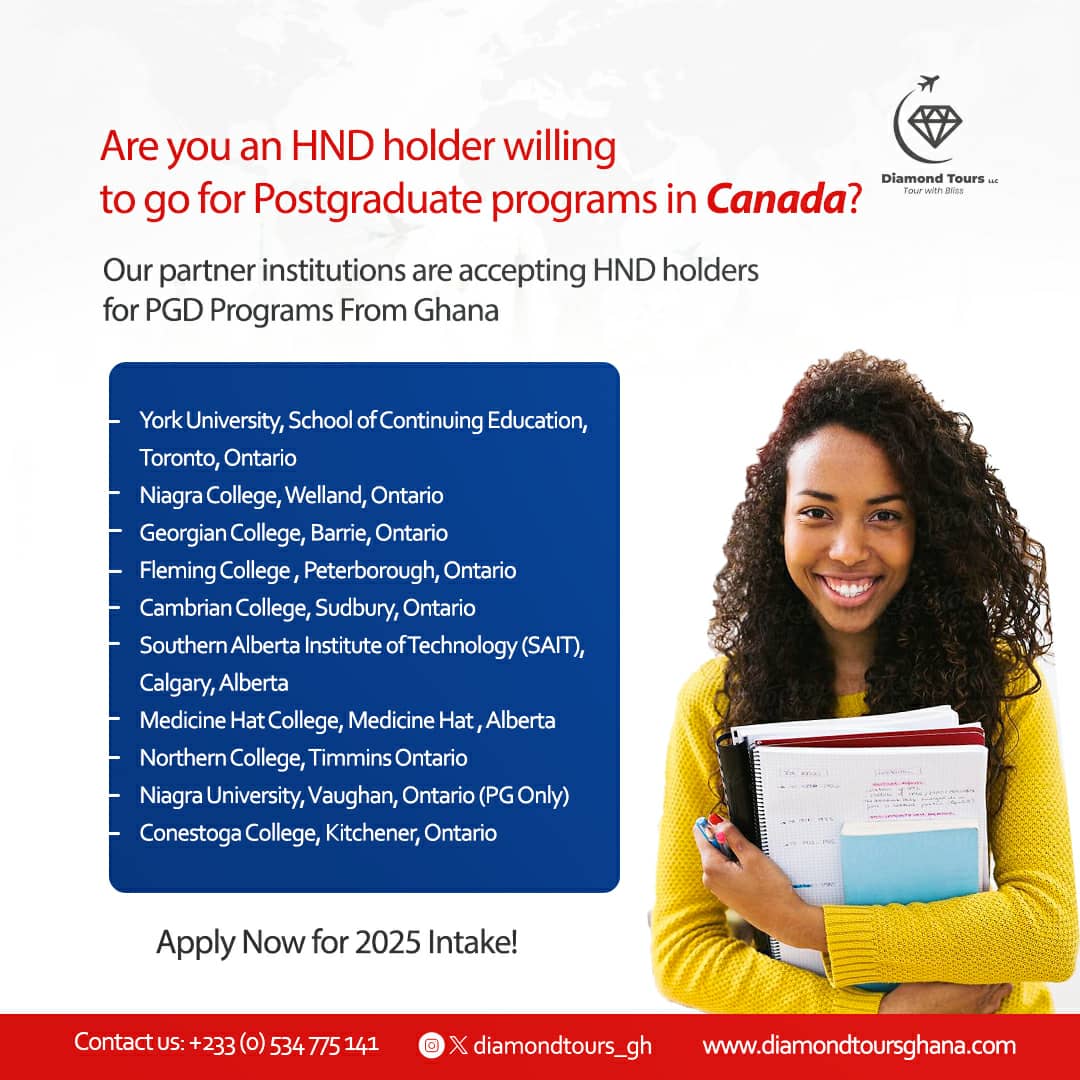 Are you an HND holder willing
to go for Postgraduate programs in Canada?
Diamond Tours LLC
Tour with Bliss
Our partner institutions are accepting HND holders
for PGD Programs From Ghana
York University, School of Continuing Education,
Toronto, Ontario
Niagra College, Welland, Ontario
Georgian College, Barrie, Ontario
Fleming College , Peterborough, Ontario
Cambrian College, Sudbury, Ontario
Southern Alberta Institute of Technology (SAIT),
Calgary, Alberta
Medicine Hat College, Medicine Hat , Alberta
Northern College, Timmins Ontario
Niagra University, Vaughan, Ontario (PG Only)
Conestoga College, Kitchener, Ontario
Apply Now for 2025 Intake!
Contact us: +233 (0) 534 775 141
diamondtours_gh
www.diamondtoursghana.com